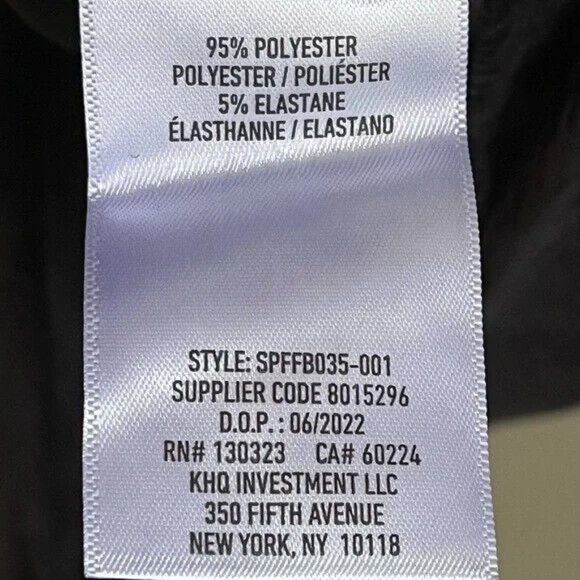 95% POLYESTER
POLYESTER / POLIÉSTER
5% ELASTANE
ÉLASTHANNE / ELASTANO
STYLE: SPFFB035-001
SUPPLIER CODE 8015296
D.O.P. : 06/2022
RN# 130323 CA# 60224
KHQ INVESTMENT LLC
350 FIFTH AVENUE
NEW YORK, NY 10118